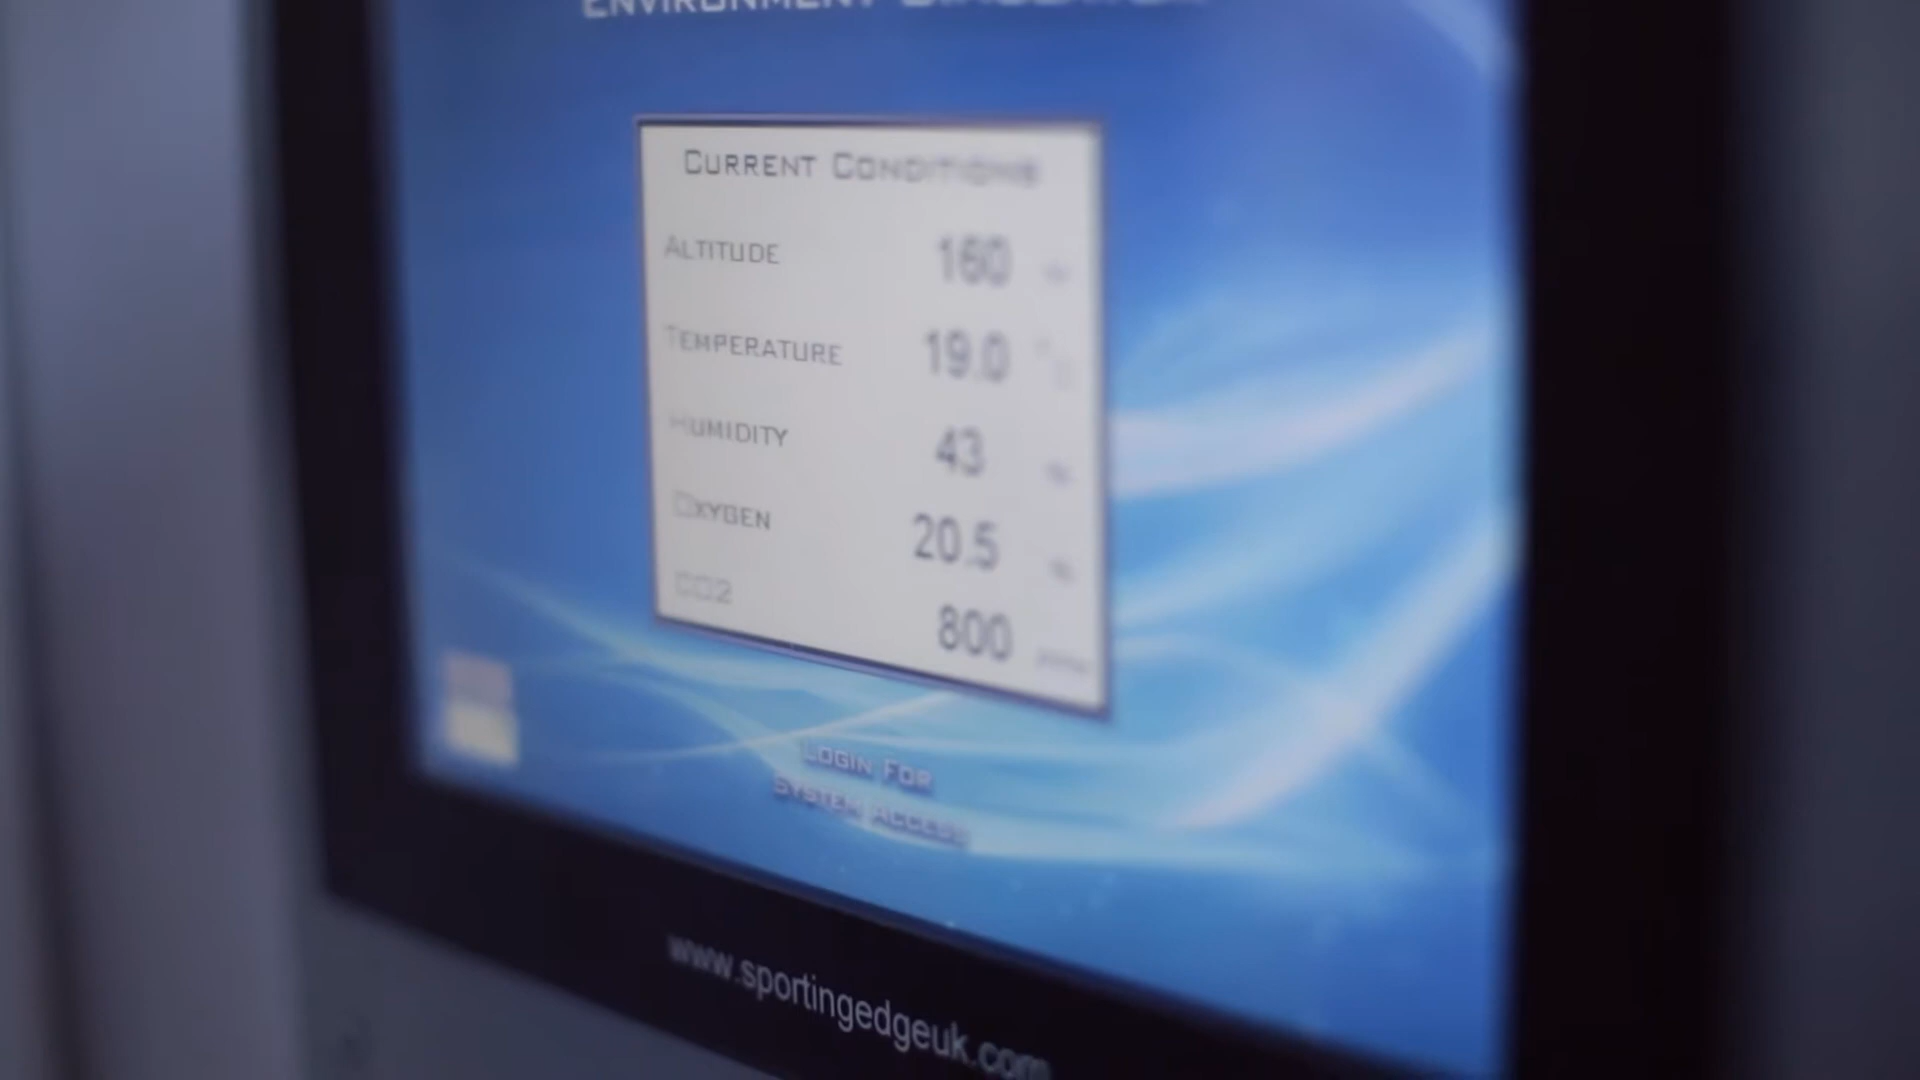 ENVIRONMENT
CURRENT CONDITIONS
ALTITUDE 160
TEMPERATURE 19.0
HUMIDITY 43
OXYGEN 20.5
CO2 800
LOGIN FOR
SYSTEM ACCESS
www.sportingedgeuk.com